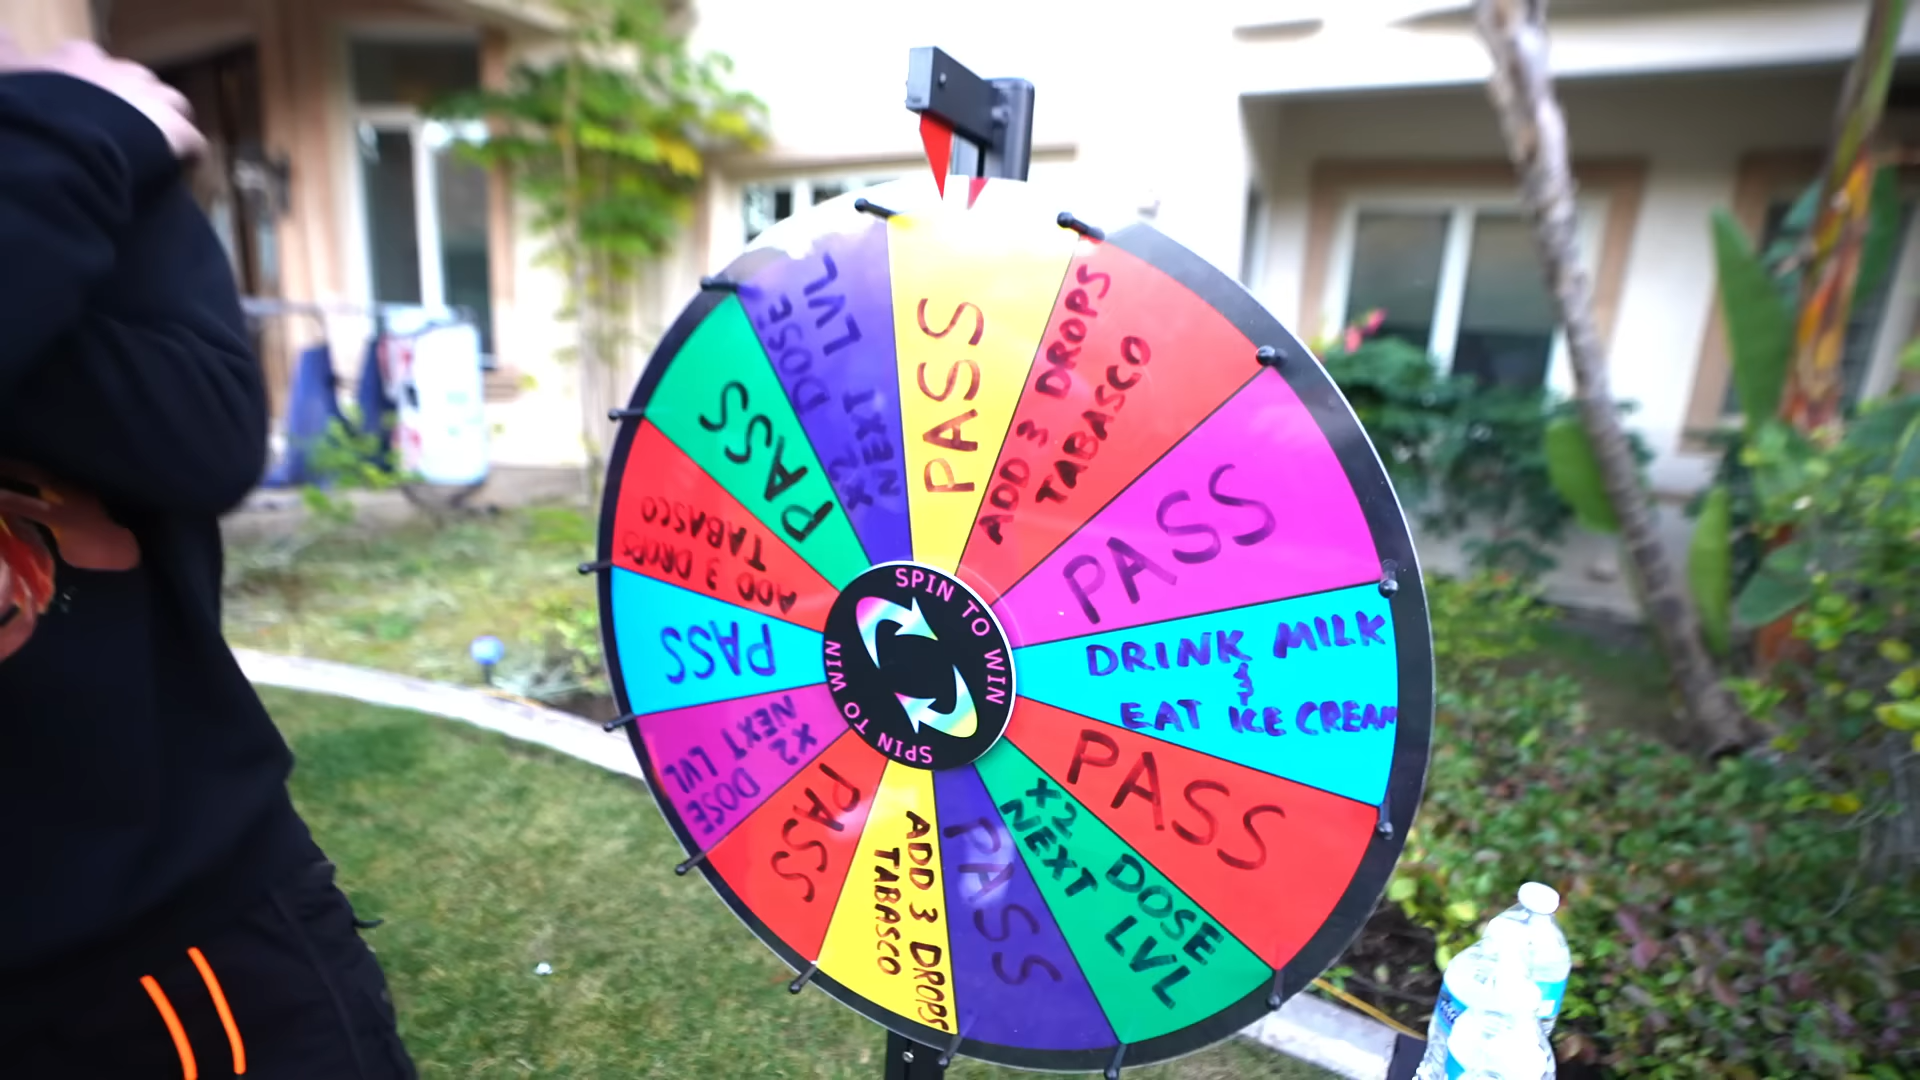 PASS
ADD 3 DROPS
TABASCO
PASS
DRINK MILK
&
EAT ICE CREAM
PASS
X2 DOSE
NEXT LVL
PASS
ADD 3 DROPS
TABASCO
PASS
X2 DOSE
NEXT LVL
PASS
ADD 3 DROPS
TABASCO
PASS
X2 DOSE
NEXT LVL
SPIN TO WIN
SPIN TO WIN